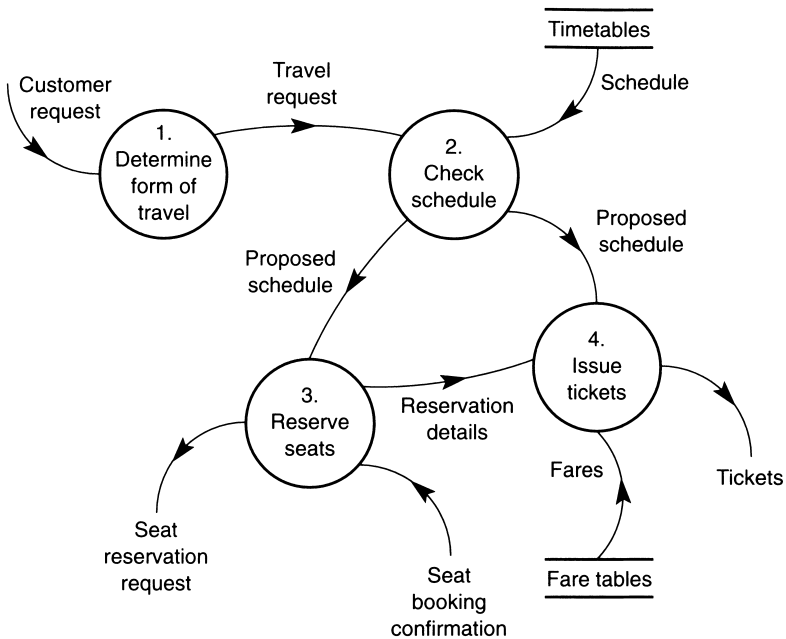 Timetables
Customer
request
Travel
request
Schedule
1.
Determine
form of
travel
2.
Check
schedule
Proposed
schedule
Proposed
schedule
4.
Issue
tickets
3.
Reserve
seats
Reservation
details
Fares
Tickets
Seat
reservation
request
Seat
booking
confirmation
Fare tables